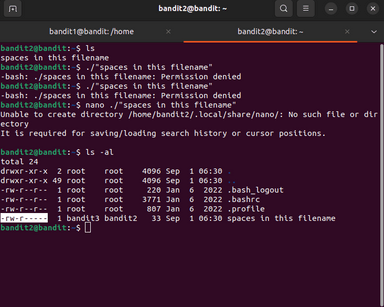 bandit2@bandit: ~
bandit1@bandit: /home
bandit2@bandit: ~
bandit2@bandit:~$ ls
spaces in this filename
bandit2@bandit:~$ ./"spaces in this filename"
-bash: ./spaces in this filename: Permission denied
bandit2@bandit:~$ ./"spaces in this filename"
-bash: ./spaces in this filename: Permission denied
bandit2@bandit:~$ nano ./"spaces in this filename"
Unable to create directory /home/bandit2/.local/share/nano/: No such file or dir
ectory
It is required for saving/loading search history or cursor positions.
bandit2@bandit:~$ ls -al
total 24
drwxr-xr-x 2 root root 4096 Sep 1 06:30 .
drwxr-xr-x 49 root root 4096 Sep 1 06:30 ..
-rw-r--r-- 1 root root 220 Jan 6 2022 .bash_logout
-rw-r--r-- 1 root root 3771 Jan 6 2022 .bashrc
-rw-r--r-- 1 root root 807 Jan 6 2022 .profile
-rw-r----- 1 bandit3 bandit2 33 Sep 1 06:30 spaces in this filename
bandit2@bandit:~$